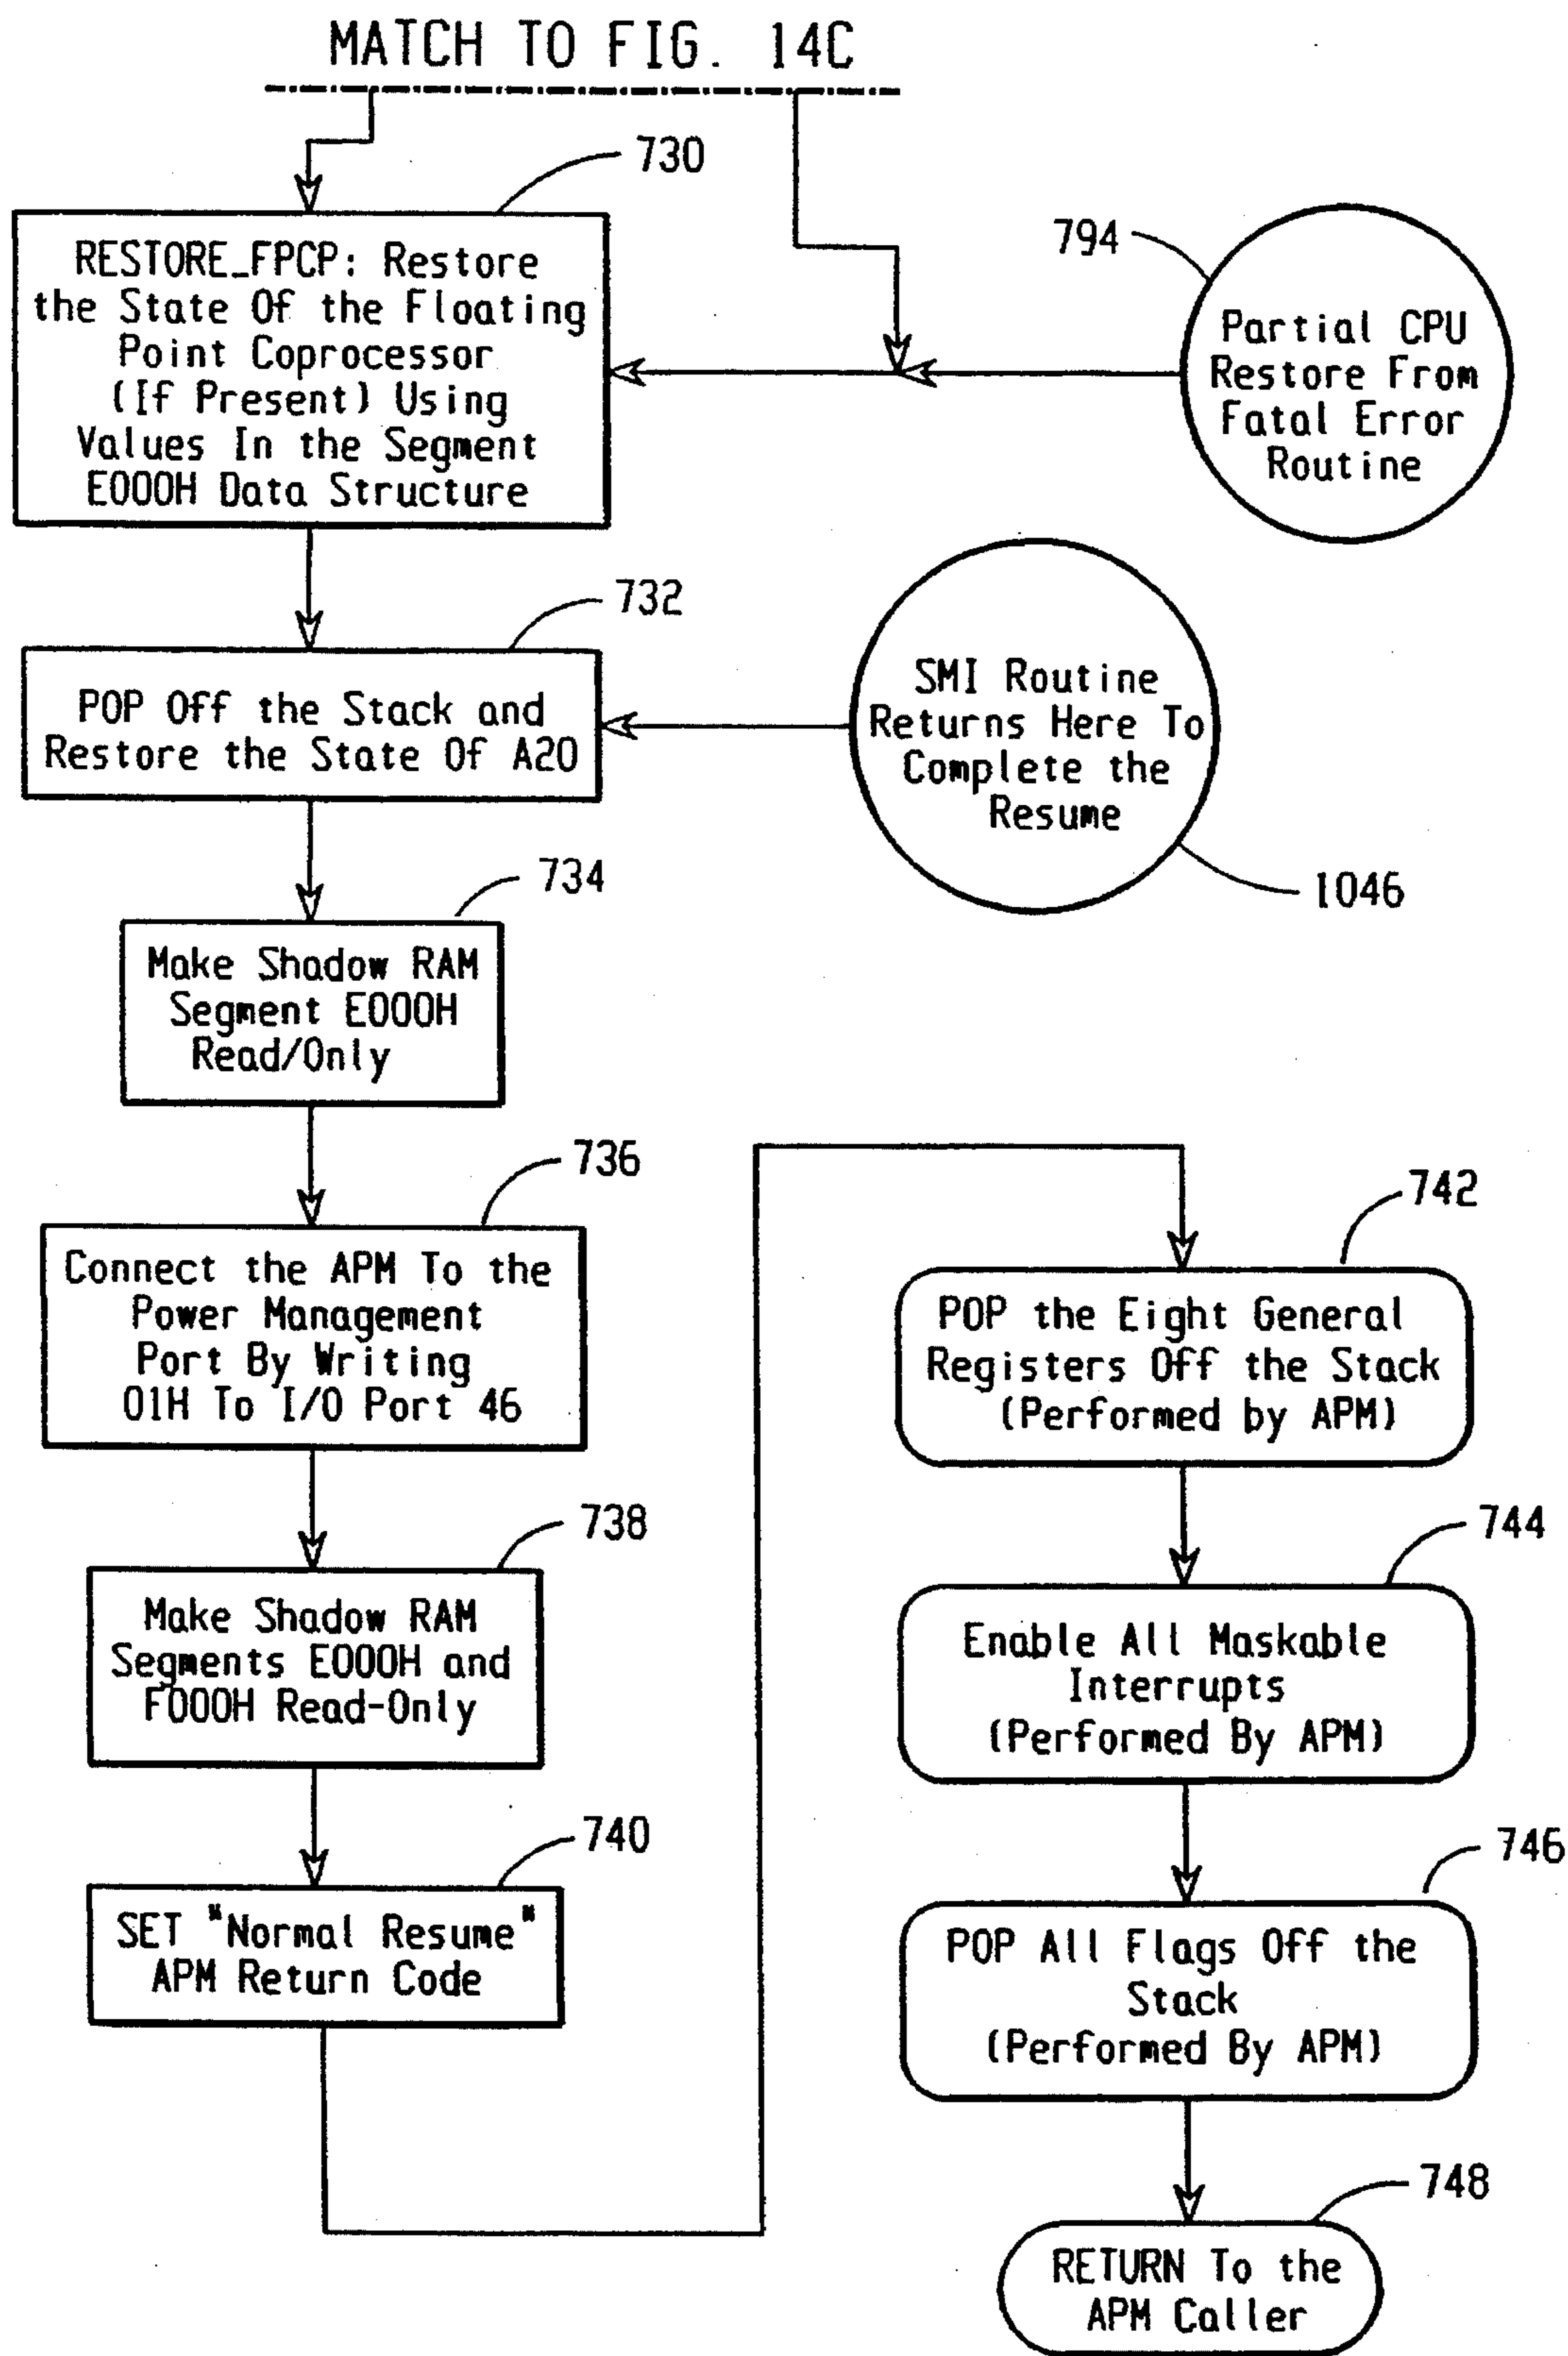 MATCH TO FIG. 14C
730
RESTORE_FPCP: Restore
the State Of the Floating
Point Coprocessor
(If Present) Using
Values In the Segment
E000H Data Structure
794
Partial CPU
Restore From
Fatal Error
Routine
732
POP Off the Stack and
Restore the State Of A20
SMI Routine
Returns Here To
Complete the
Resume
1046
734
Make Shadow RAM
Segment E000H
Read/Only
736
Connect the APM To the
Power Management
Port By Writing
01H To I/O Port 46
738
Make Shadow RAM
Segments E000H and
F000H Read-Only
740
SET "Normal Resume"
APM Return Code
742
POP the Eight General
Registers Off the Stack
(Performed by APM)
744
Enable All Maskable
Interrupts
(Performed By APM)
746
POP All Flags Off the
Stack
(Performed By APM)
748
RETURN To the
APM Caller